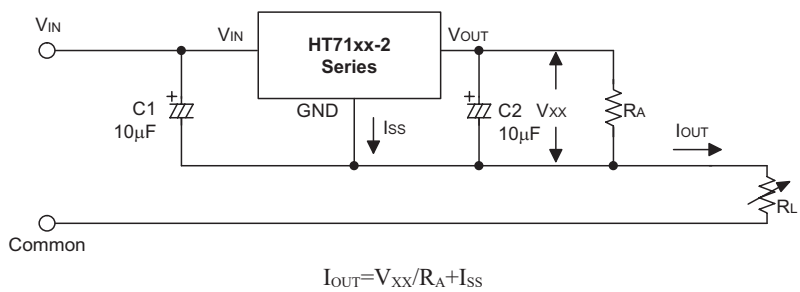 VIN
VIN
HT71xx-2
Series
VOUT
GND
ISS
C1
10μF
C2
10μF
VXX
RA
IOUT
RL
Common
IOUT=VXX/RA+ISS